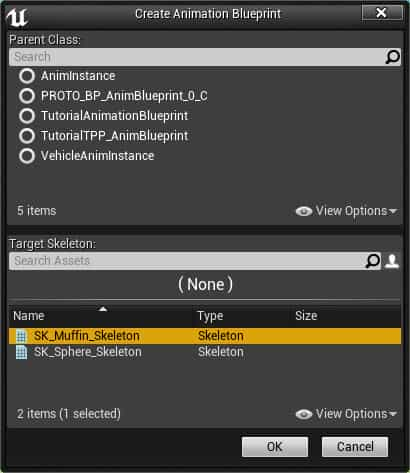 Create Animation Blueprint
Parent Class:
Search
AnimInstance
PROTO_BP_AnimBlueprint_0_C
TutorialAnimationBlueprint
TutorialTPP_AnimBlueprint
VehicleAnimInstance
5 items View Options
Target Skeleton:
Search Assets
( None )
Name Type Size
SK_Muffin_Skeleton Skeleton
SK_Sphere_Skeleton Skeleton
2 items (1 selected) View Options
OK Cancel